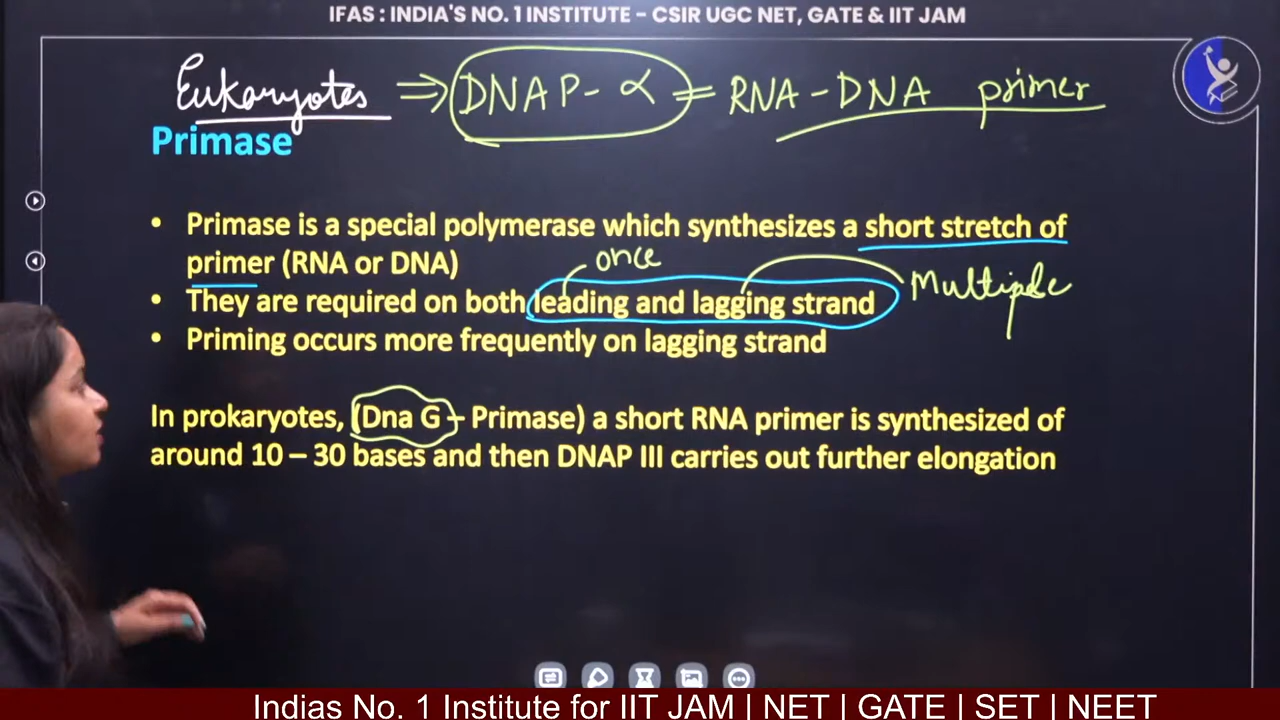 IFAS : INDIA'S NO. 1 INSTITUTE - CSIR UGC NET, GATE & IIT JAM
Eukaryotes ⇒ DNAP-α = RNA-DNA primer
Primase
• Primase is a special polymerase which synthesizes a short stretch of
primer (RNA or DNA)
once
• They are required on both leading and lagging strand Multiple
• Priming occurs more frequently on lagging strand
In prokaryotes, (Dna G – Primase) a short RNA primer is synthesized of
around 10 – 30 bases and then DNAP III carries out further elongation
Indias No. 1 Institute for IIT JAM | NET | GATE | SET | NEET